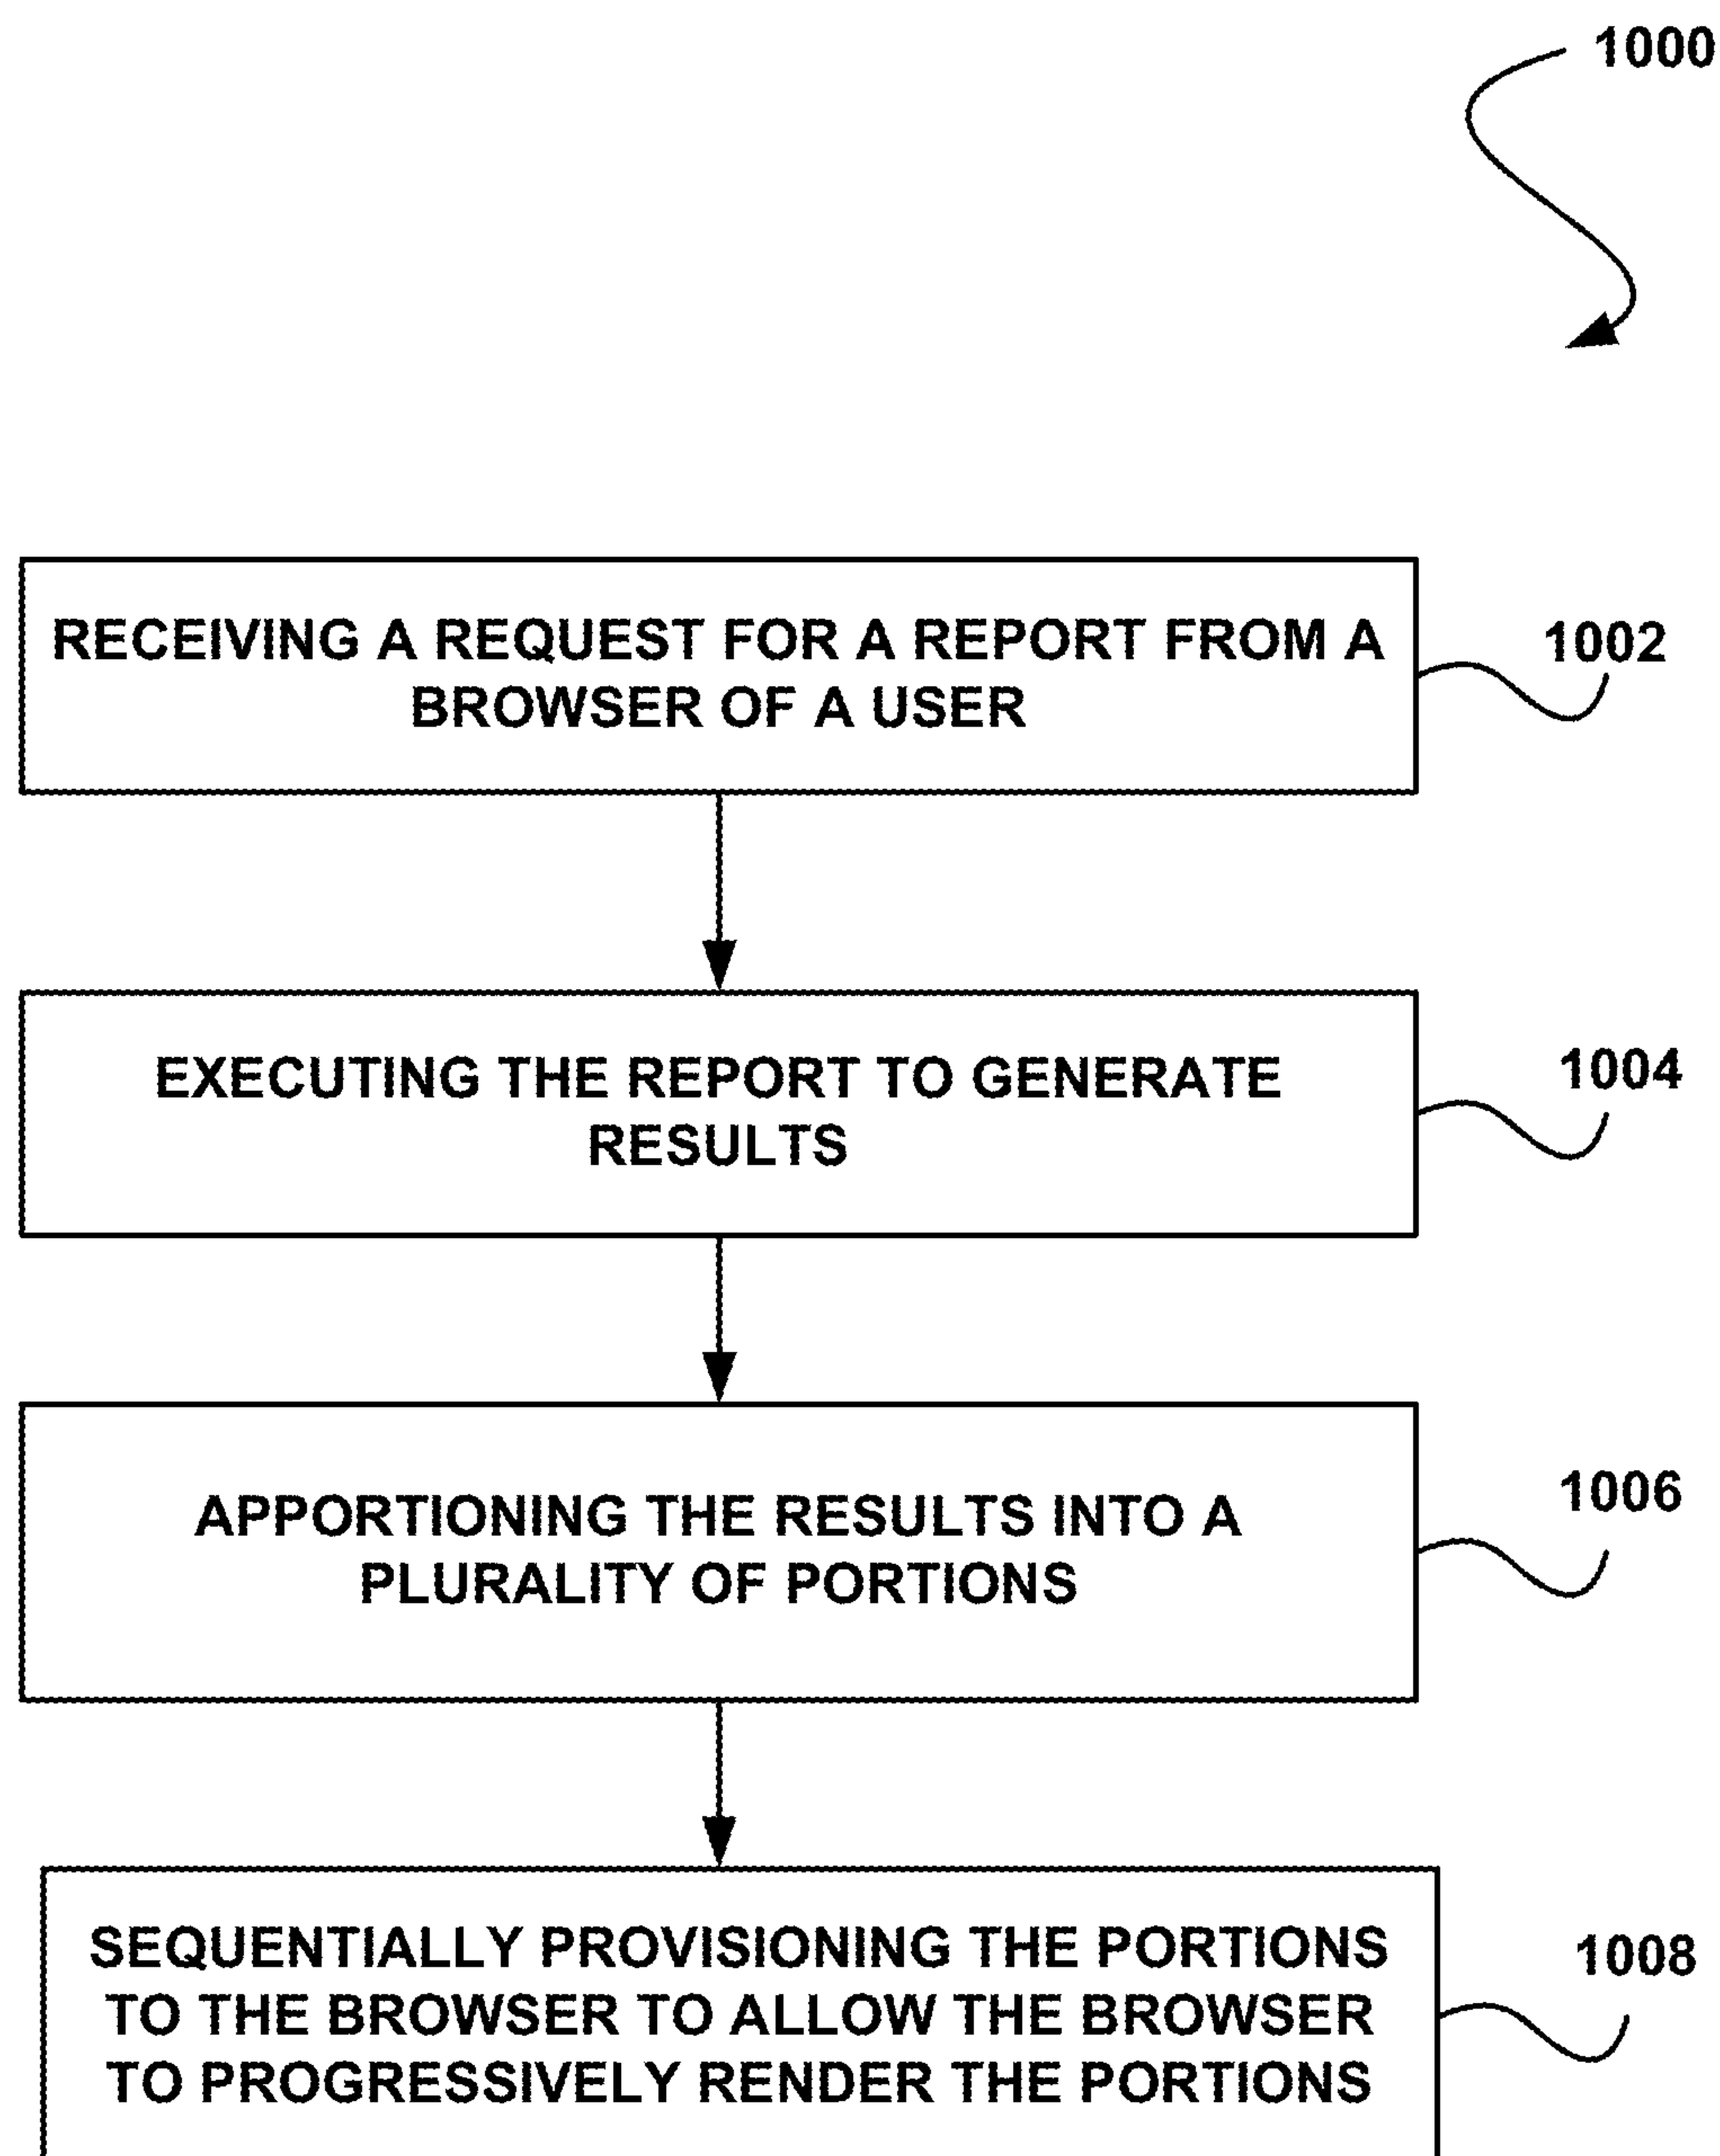 1000
RECEIVING A REQUEST FOR A REPORT FROM A
BROWSER OF A USER
1002
EXECUTING THE REPORT TO GENERATE
RESULTS
1004
APPORTIONING THE RESULTS INTO A
PLURALITY OF PORTIONS
1006
SEQUENTIALLY PROVISIONING THE PORTIONS
TO THE BROWSER TO ALLOW THE BROWSER
TO PROGRESSIVELY RENDER THE PORTIONS
1008